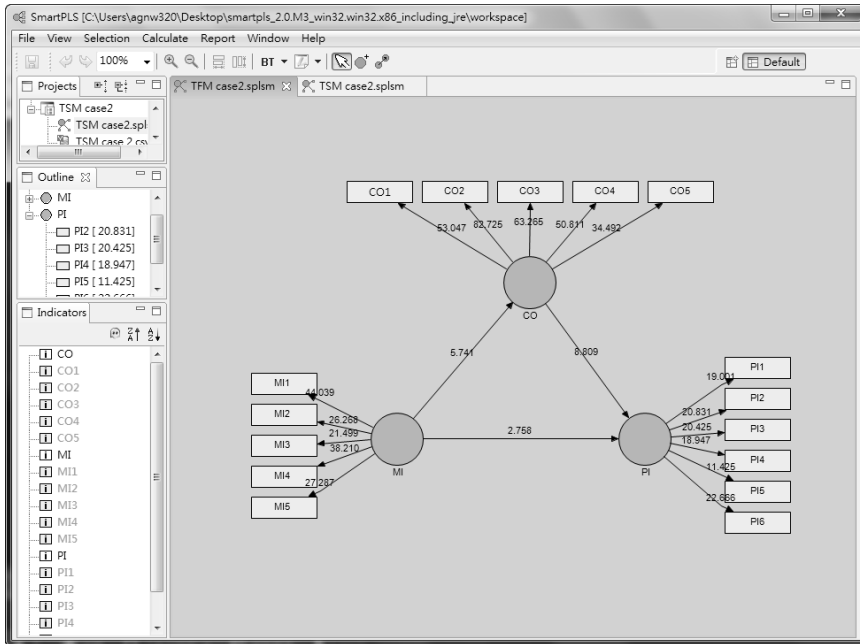 SmartPLS [C:\Users\agnw320\Desktop\smartpls_2.0.M3_win32.win32.x86_including_jre\workspace]
File View Selection Calculate Report Window Help
100% BT Default
Projects
TSM case2
TSM case2.spl
TSM case 2.csv
Outline
MI
PI
PI2 [ 20.831]
PI3 [ 20.425]
PI4 [ 18.947]
PI5 [ 11.425]
PI6 [ 22.666]
Indicators
CO
CO1
CO2
CO3
CO4
CO5
MI
MI1
MI2
MI3
MI4
MI5
PI
PI1
PI2
PI3
PI4
TFM case2.splsm TSM case2.splsm
CO1 CO2 CO3 CO4 CO5
53.047 82.725 63.265 50.811 34.492
CO
5.741 8.809
MI1
MI2
MI3
MI4
MI5
44.039
26.268
21.499
38.210
27.287
MI
2.758
PI
19.001
20.831
20.425
18.947
11.425
22.666
PI1
PI2
PI3
PI4
PI5
PI6